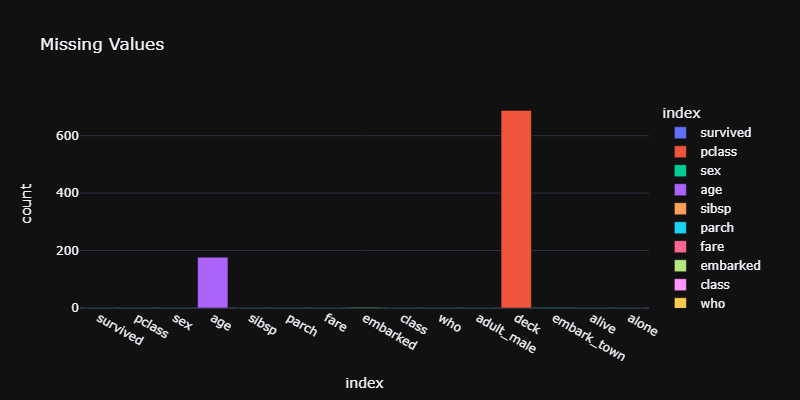 Missing Values
count
600
400
200
0
survived
pclass
sex
age
sibsp
parch
fare
embarked
class
who
adult_male
deck
embark_town
alive
alone
index
index
survived
pclass
sex
age
sibsp
parch
fare
embarked
class
who